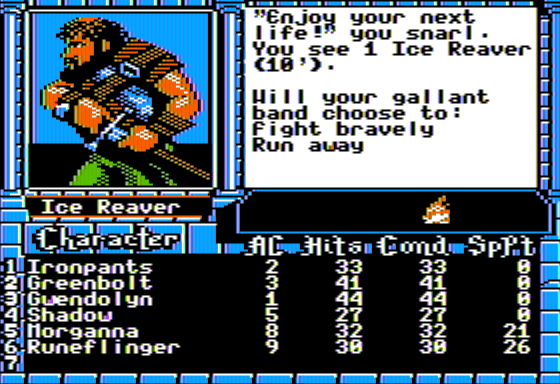 "Enjoy your next
life!" you snarl.
You see 1 Ice Reaver
(10').
Will your gallant
band choose to:
Fight bravely
Run away
Ice Reaver
Character AC Hits Cond SpPt
1 Ironpants 2 33 33 0
2 Greenbolt 3 41 41 0
3 Gwendolyn 1 44 44 0
4 Shadow 5 27 27 0
5 Morganna 8 32 32 21
6 Runeflinger 9 30 30 26
7